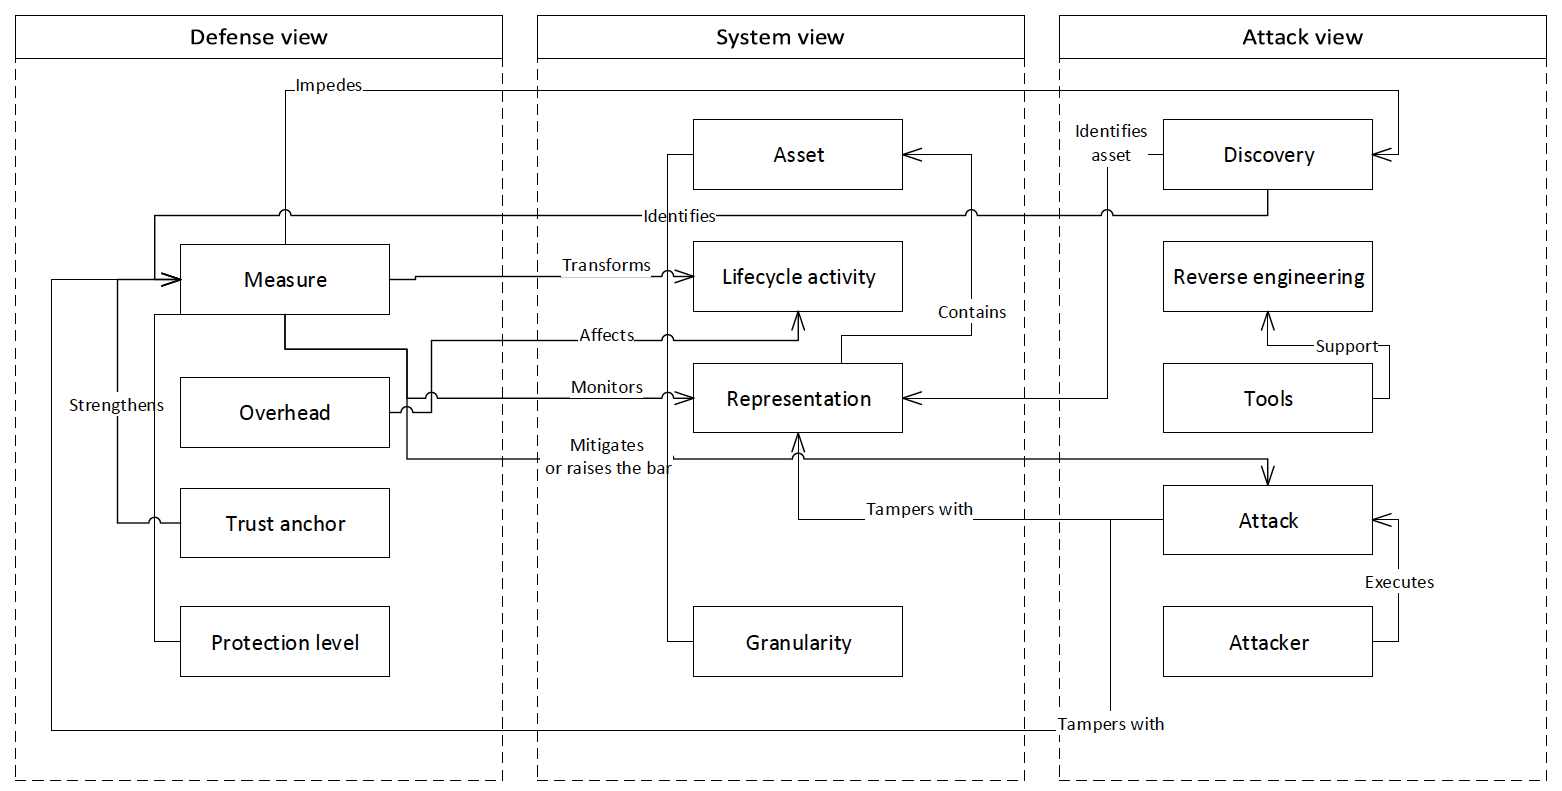 Defense view
System view
Attack view
Impedes
Identifies
asset
Asset
Discovery
Identifies
Measure
Transforms
Lifecycle activity
Reverse engineering
Contains
Affects
Support
Strengthens
Overhead
Monitors
Representation
Tools
Mitigates
or raises the bar
Trust anchor
Tampers with
Attack
Executes
Protection level
Granularity
Attacker
Tampers with